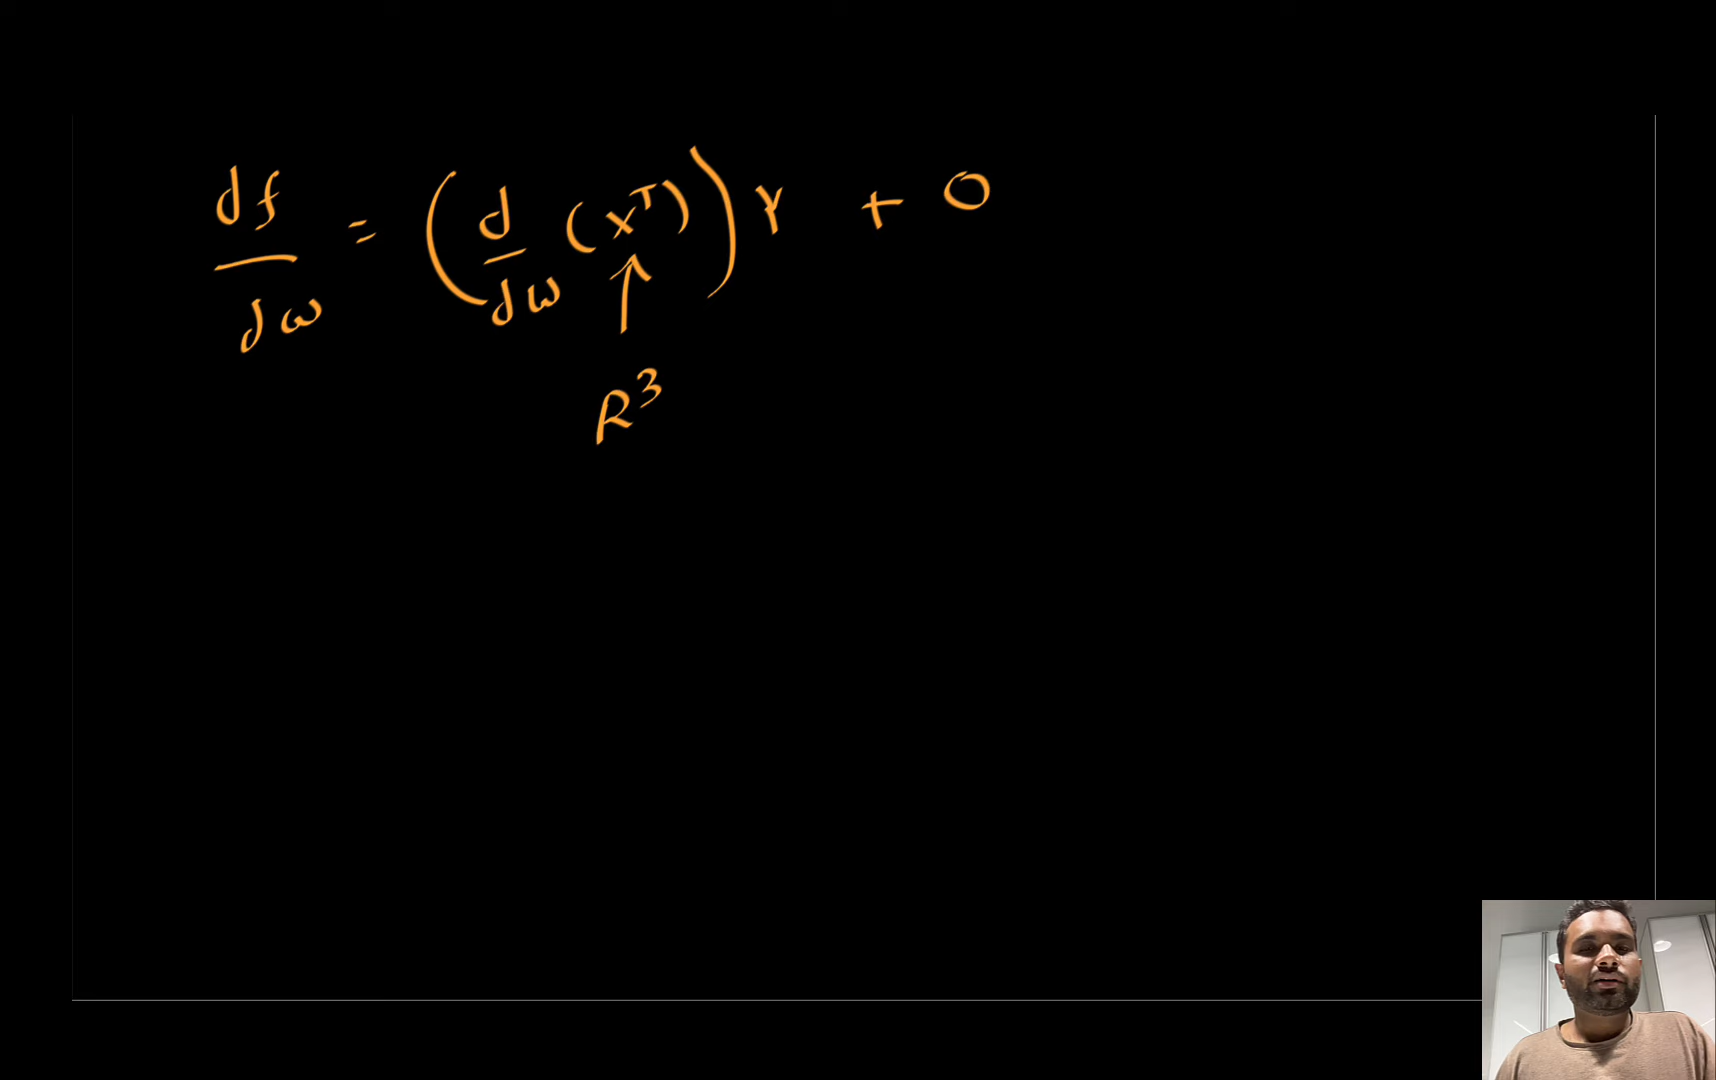 df/dω = (d/dω (x^T)) γ + 0
↑
R^3